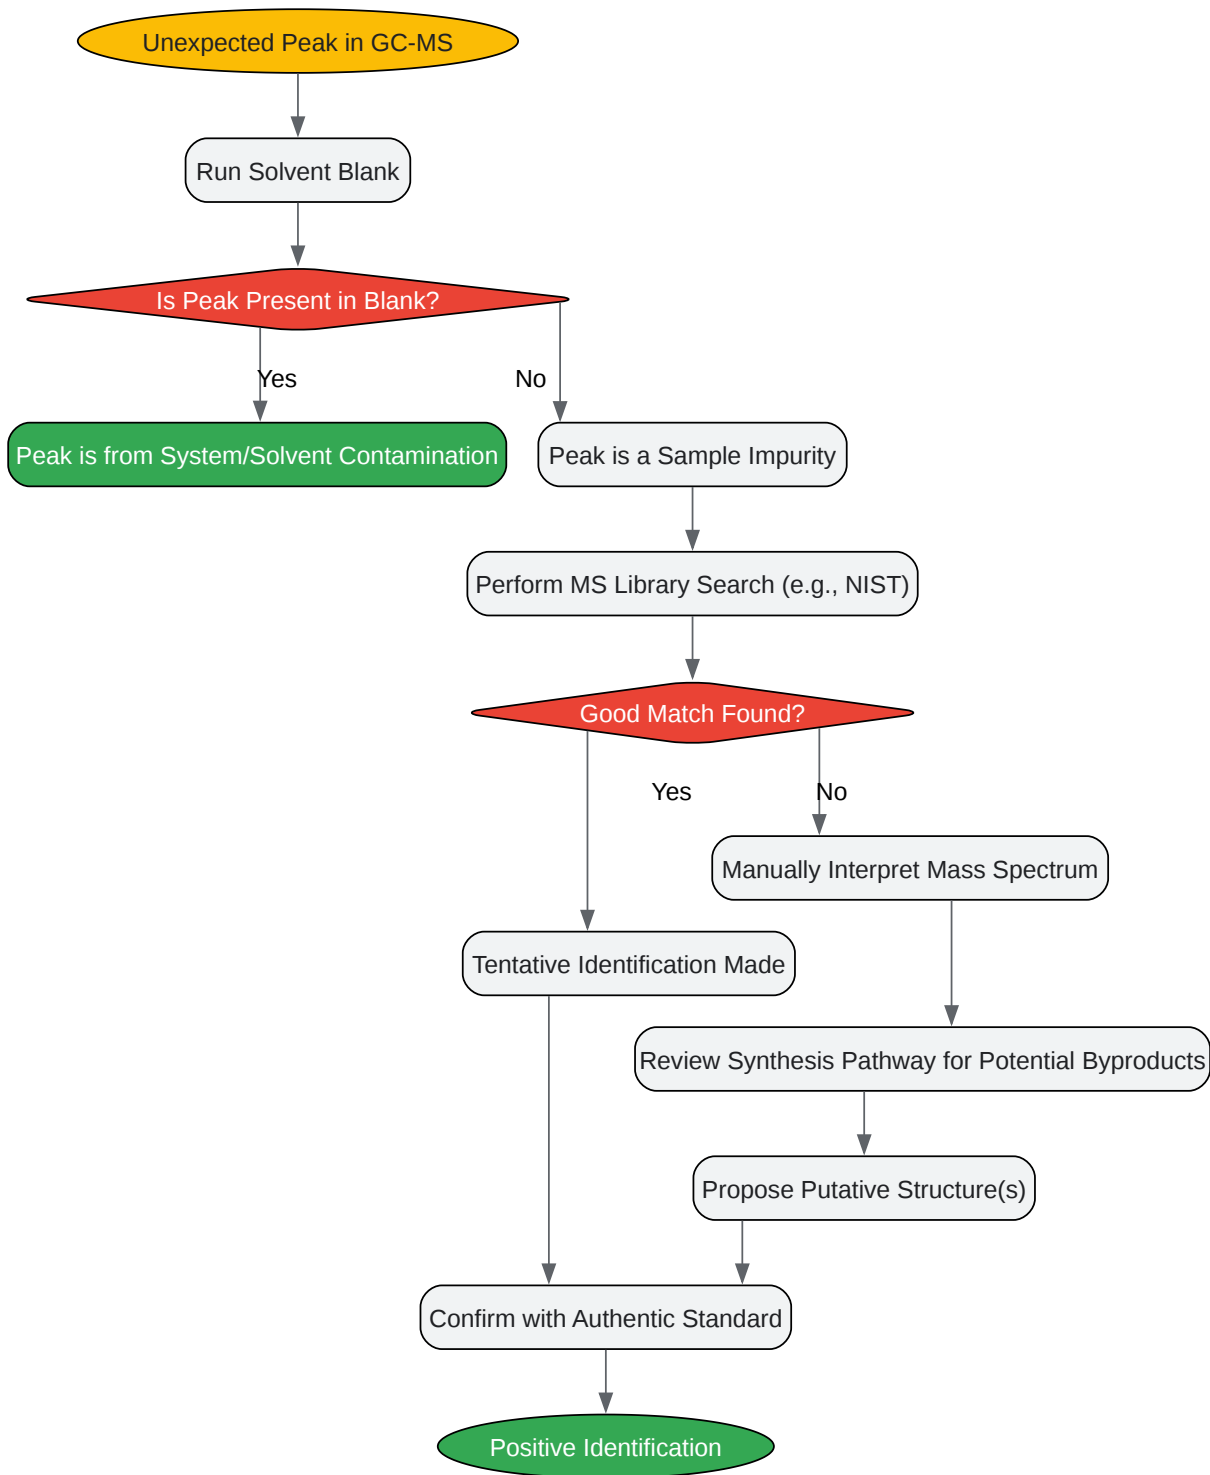 Unexpected Peak in GC-MS
Run Solvent Blank
Is Peak Present in Blank?
Yes
No
Peak is from System/Solvent Contamination
Peak is a Sample Impurity
Perform MS Library Search (e.g., NIST)
Good Match Found?
Yes
No
Manually Interpret Mass Spectrum
Tentative Identification Made
Review Synthesis Pathway for Potential Byproducts
Propose Putative Structure(s)
Confirm with Authentic Standard
Positive Identification